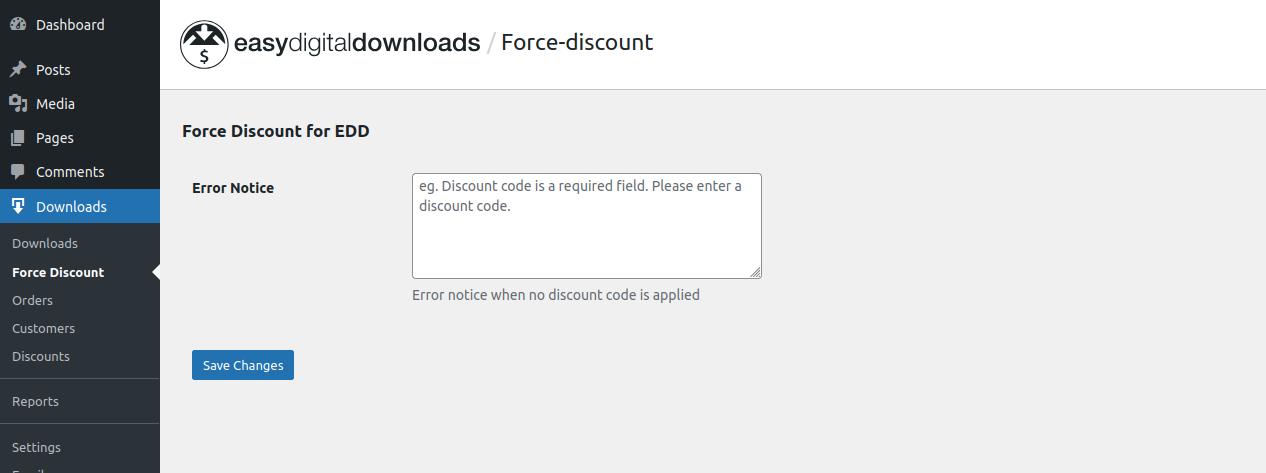 Dashboard
Posts
Media
Pages
Comments
Downloads
Downloads
Force Discount
Orders
Customers
Discounts
Reports
Settings
$
easydigitaldownloads / Force-discount
Force Discount for EDD
Error Notice
eg. Discount code is a required field. Please enter a
discount code.
Error notice when no discount code is applied
Save Changes